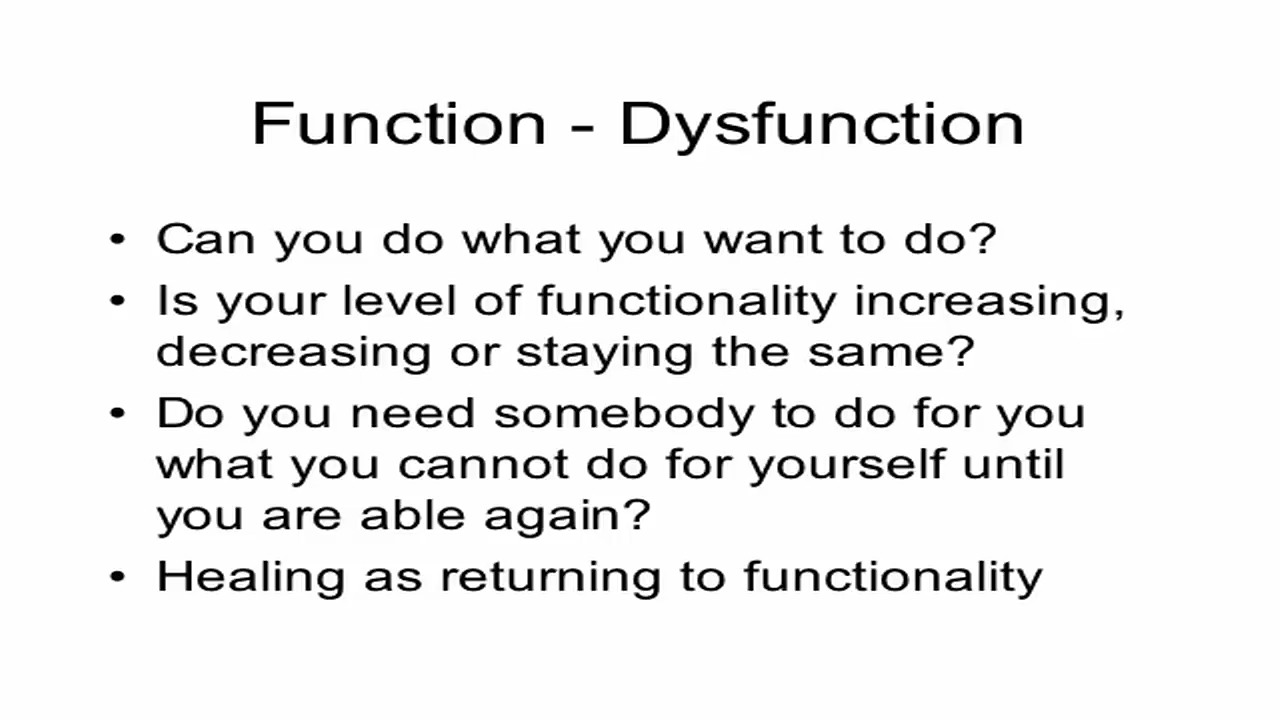 Function - Dysfunction
• Can you do what you want to do?
• Is your level of functionality increasing,
decreasing or staying the same?
• Do you need somebody to do for you
what you cannot do for yourself until
you are able again?
• Healing as returning to functionality